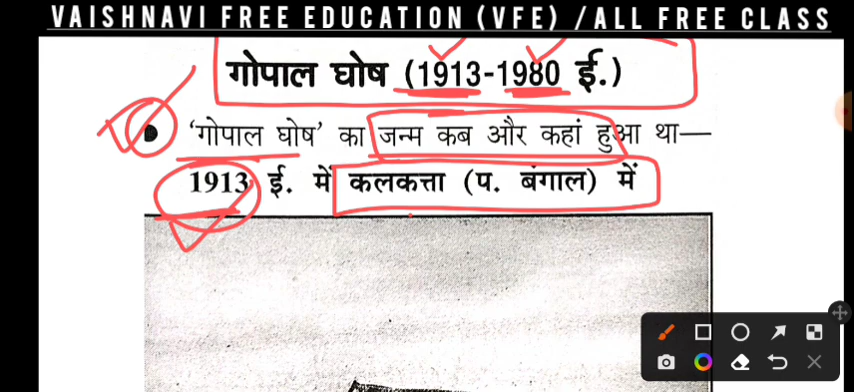 VAISHNAVI FREE EDUCATION (VFE) /ALL FREE CLASS
गोपाल घोष (1913-1980 ई.)
• ‘गोपाल घोष’ का जन्म कब और कहां हुआ था—
1913 ई. में कलकत्ता (प. बंगाल) में